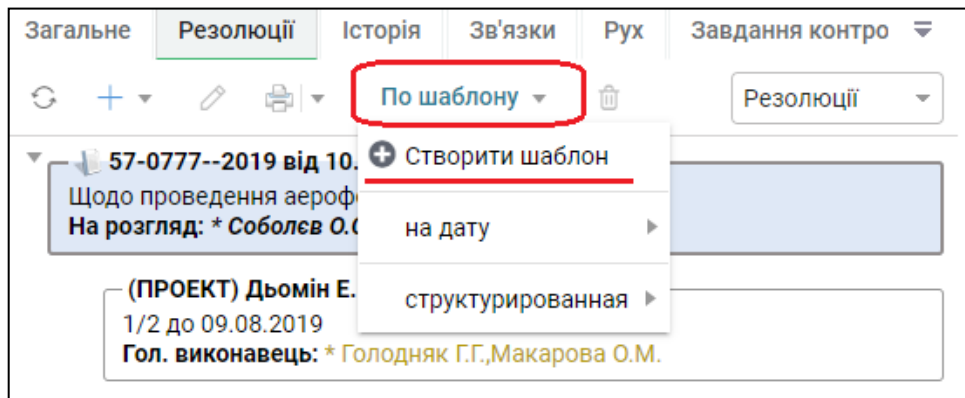 Загальне Резолюції Історія Зв'язки Рух Завдання контро
По шаблону Резолюції
57-0777--2019 від 10.
Створити шаблон
Щодо проведення аерофо
На розгляд: * Соболєв О.С
на дату
(ПРОЕКТ) Дьомін Е.
структурированная
1/2 до 09.08.2019
Гол. виконавець: * Голодняк Г.Г.,Макарова О.М.